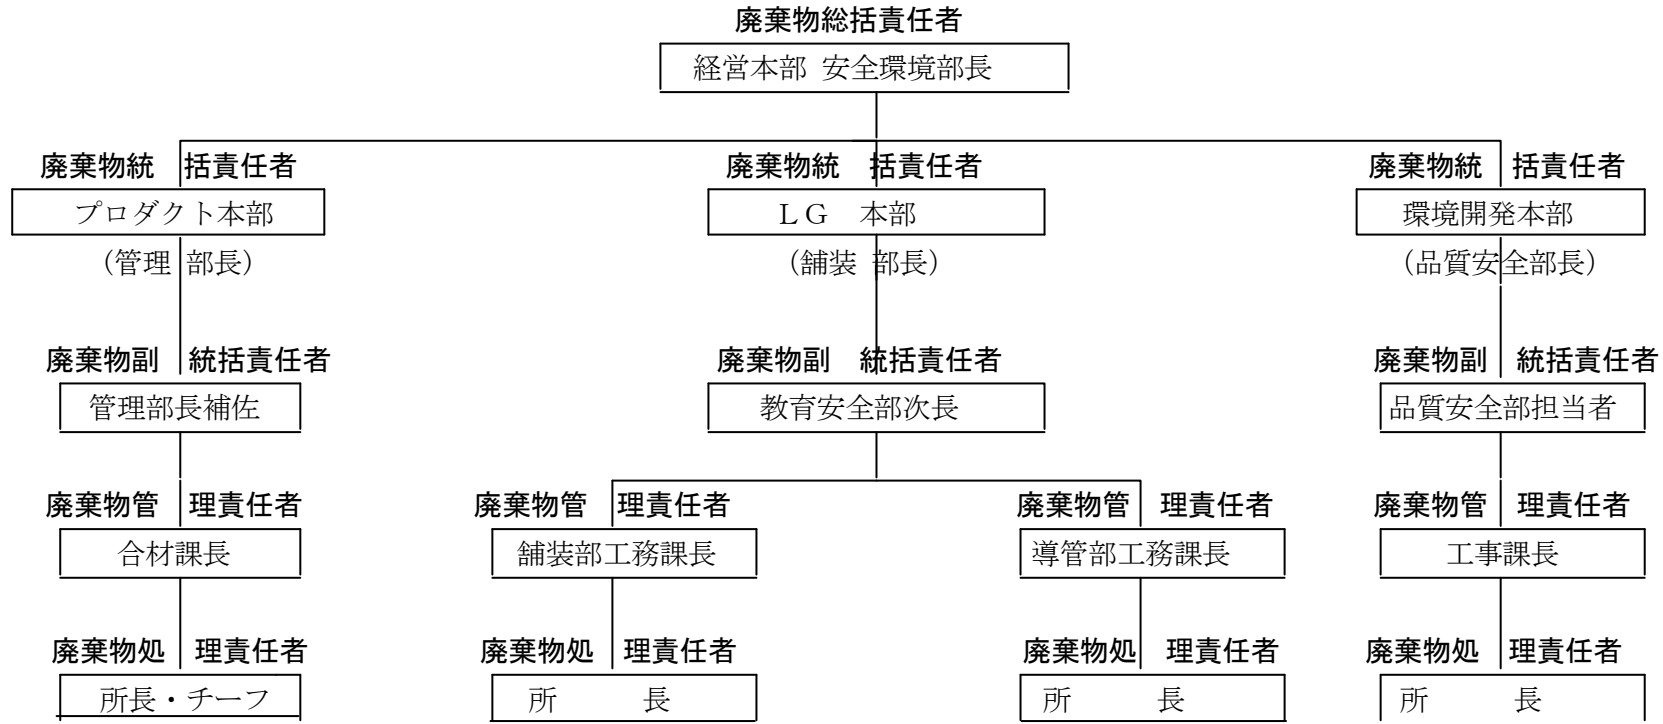 廃棄物総括責任者
経営本部 安全環境部長
廃棄物統 括責任者 廃棄物統 括責任者 廃棄物統 括責任者
プロダクト本部 ＬＧ 本部 環境開発本部
（管理 部長） （舗装 部長） （品質安全部長）
廃棄物副 統括責任者 廃棄物副 統括責任者 廃棄物副 統括責任者
管理部長補佐 教育安全部次長 品質安全部担当者
廃棄物管 理責任者 廃棄物管 理責任者 廃棄物管 理責任者 廃棄物管 理責任者
合材課長 舗装部工務課長 導管部工務課長 工事課長
廃棄物処 理責任者 廃棄物処 理責任者 廃棄物処 理責任者 廃棄物処 理責任者
所長・チーフ 所 長 所 長 所 長